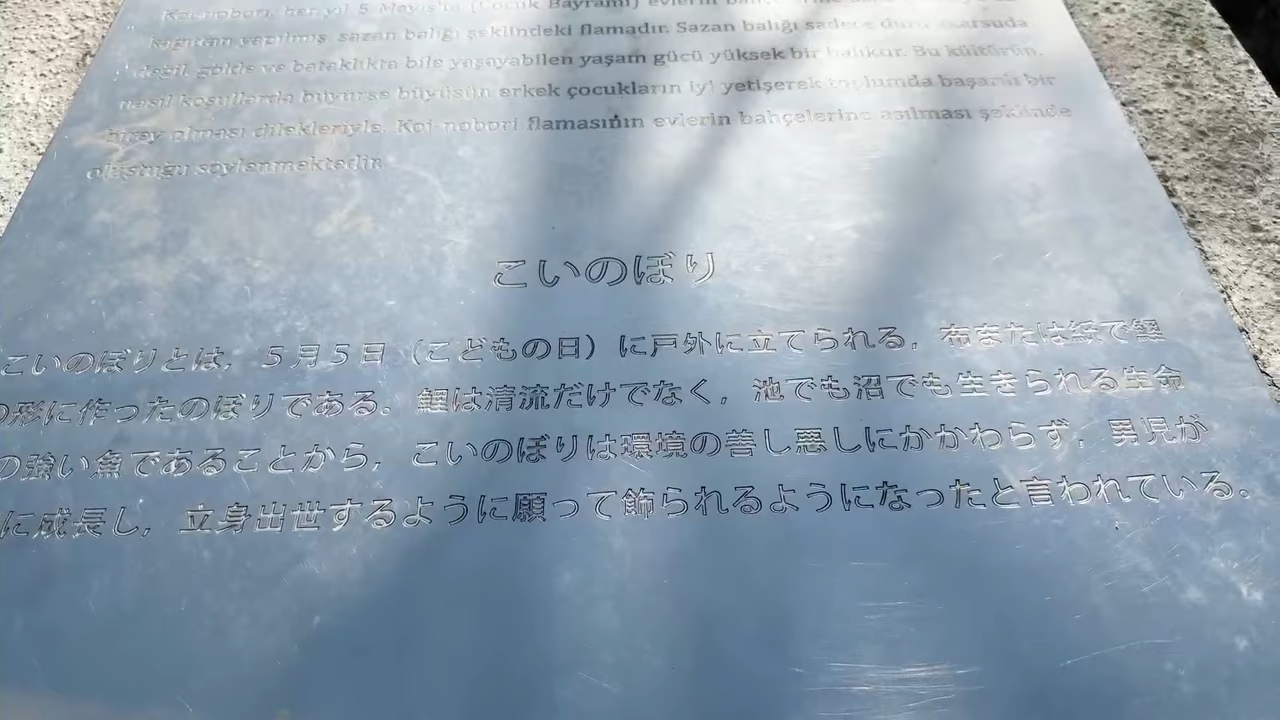 Koi-nobori, her yıl 5 Mayıs'ta (Çocuk Bayramı) evlerin
kağıttan yapılmış, sazan balığı şeklindeki flamadır. Sazan balığı sadece duru akarsuda
değil, gölde ve bataklıkta bile yaşayabilen yaşam gücü yüksek bir balıktır. Bu kültürün,
nasıl koşullarda büyürse büyüsün erkek çocukların iyi yetişerek toplumda başarılı bir
birey olması dilekleriyle, Koi-nobori flamasının evlerin bahçelerine asılması şeklinde
oluştuğu söylenmektedir.
こいのぼり
こいのぼりとは，５月５日（こどもの日）に戸外に立てられる，布または紙で鯉
の形に作ったのぼりである．鯉は清流だけでなく，池でも沼でも生きられる生命
の強い魚であることから，こいのぼりは環境の善し悪しにかかわらず，男児が
に成長し，立身出世するように願って飾られるようになったと言われている．